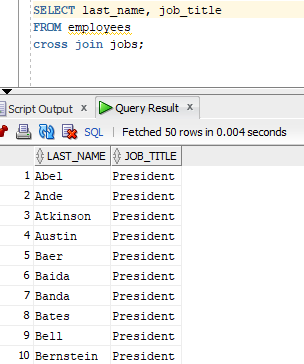 SELECT last_name, job_title
FROM employees
cross join jobs;
Script Output x Query Result x
SQL | Fetched 50 rows in 0.004 seconds
LAST_NAME JOB_TITLE
1 Abel President
2 Ande President
3 Atkinson President
4 Austin President
5 Baer President
6 Baida President
7 Banda President
8 Bates President
9 Bell President
10 Bernstein President